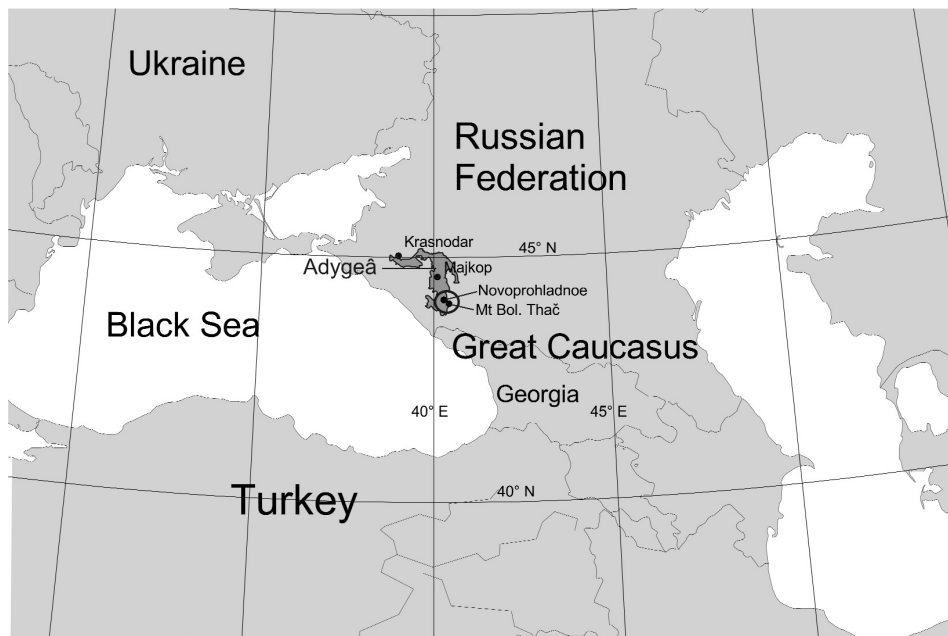 Ukraine
Russian
Federation
Krasnodar
45° N
Adygeâ
Majkop
Novoprohladnoe
Mt Bol. Thač
Black Sea
Great Caucasus
Georgia
40° E
45° E
Turkey
40° N